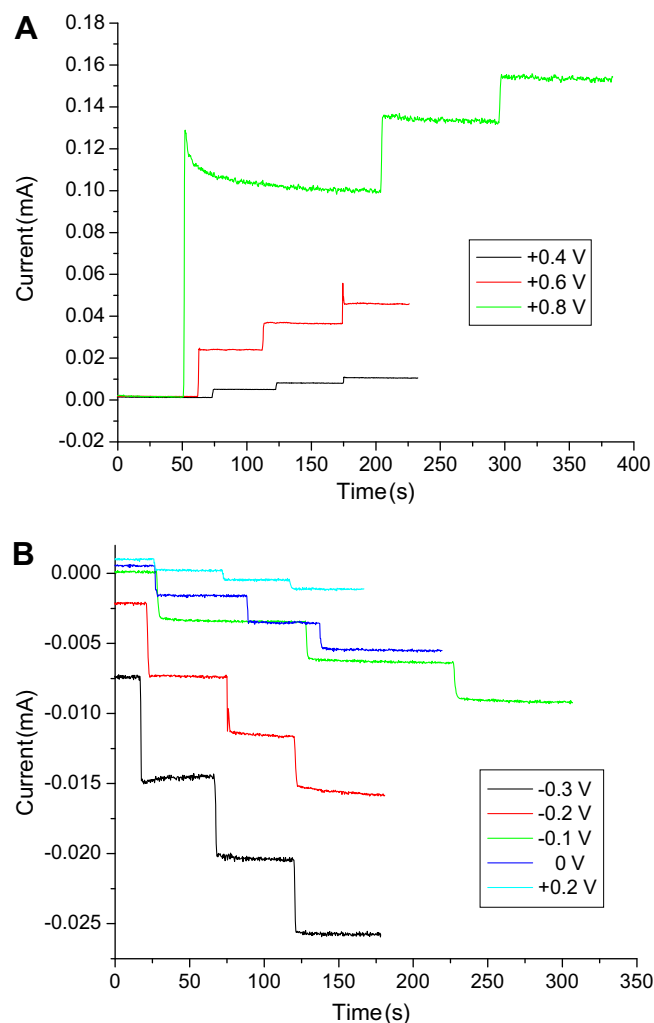 A
0.18
0.16
0.14
0.12
0.10
0.08
0.06
0.04
0.02
0.00
-0.02
Current(mA)
+0.4 V
+0.6 V
+0.8 V
0 50 100 150 200 250 300 350 400
Time(s)
B
0.000
-0.005
-0.010
-0.015
-0.020
-0.025
Current(mA)
-0.3 V
-0.2 V
-0.1 V
0 V
+0.2 V
0 50 100 150 200 250 300 350
Time(s)